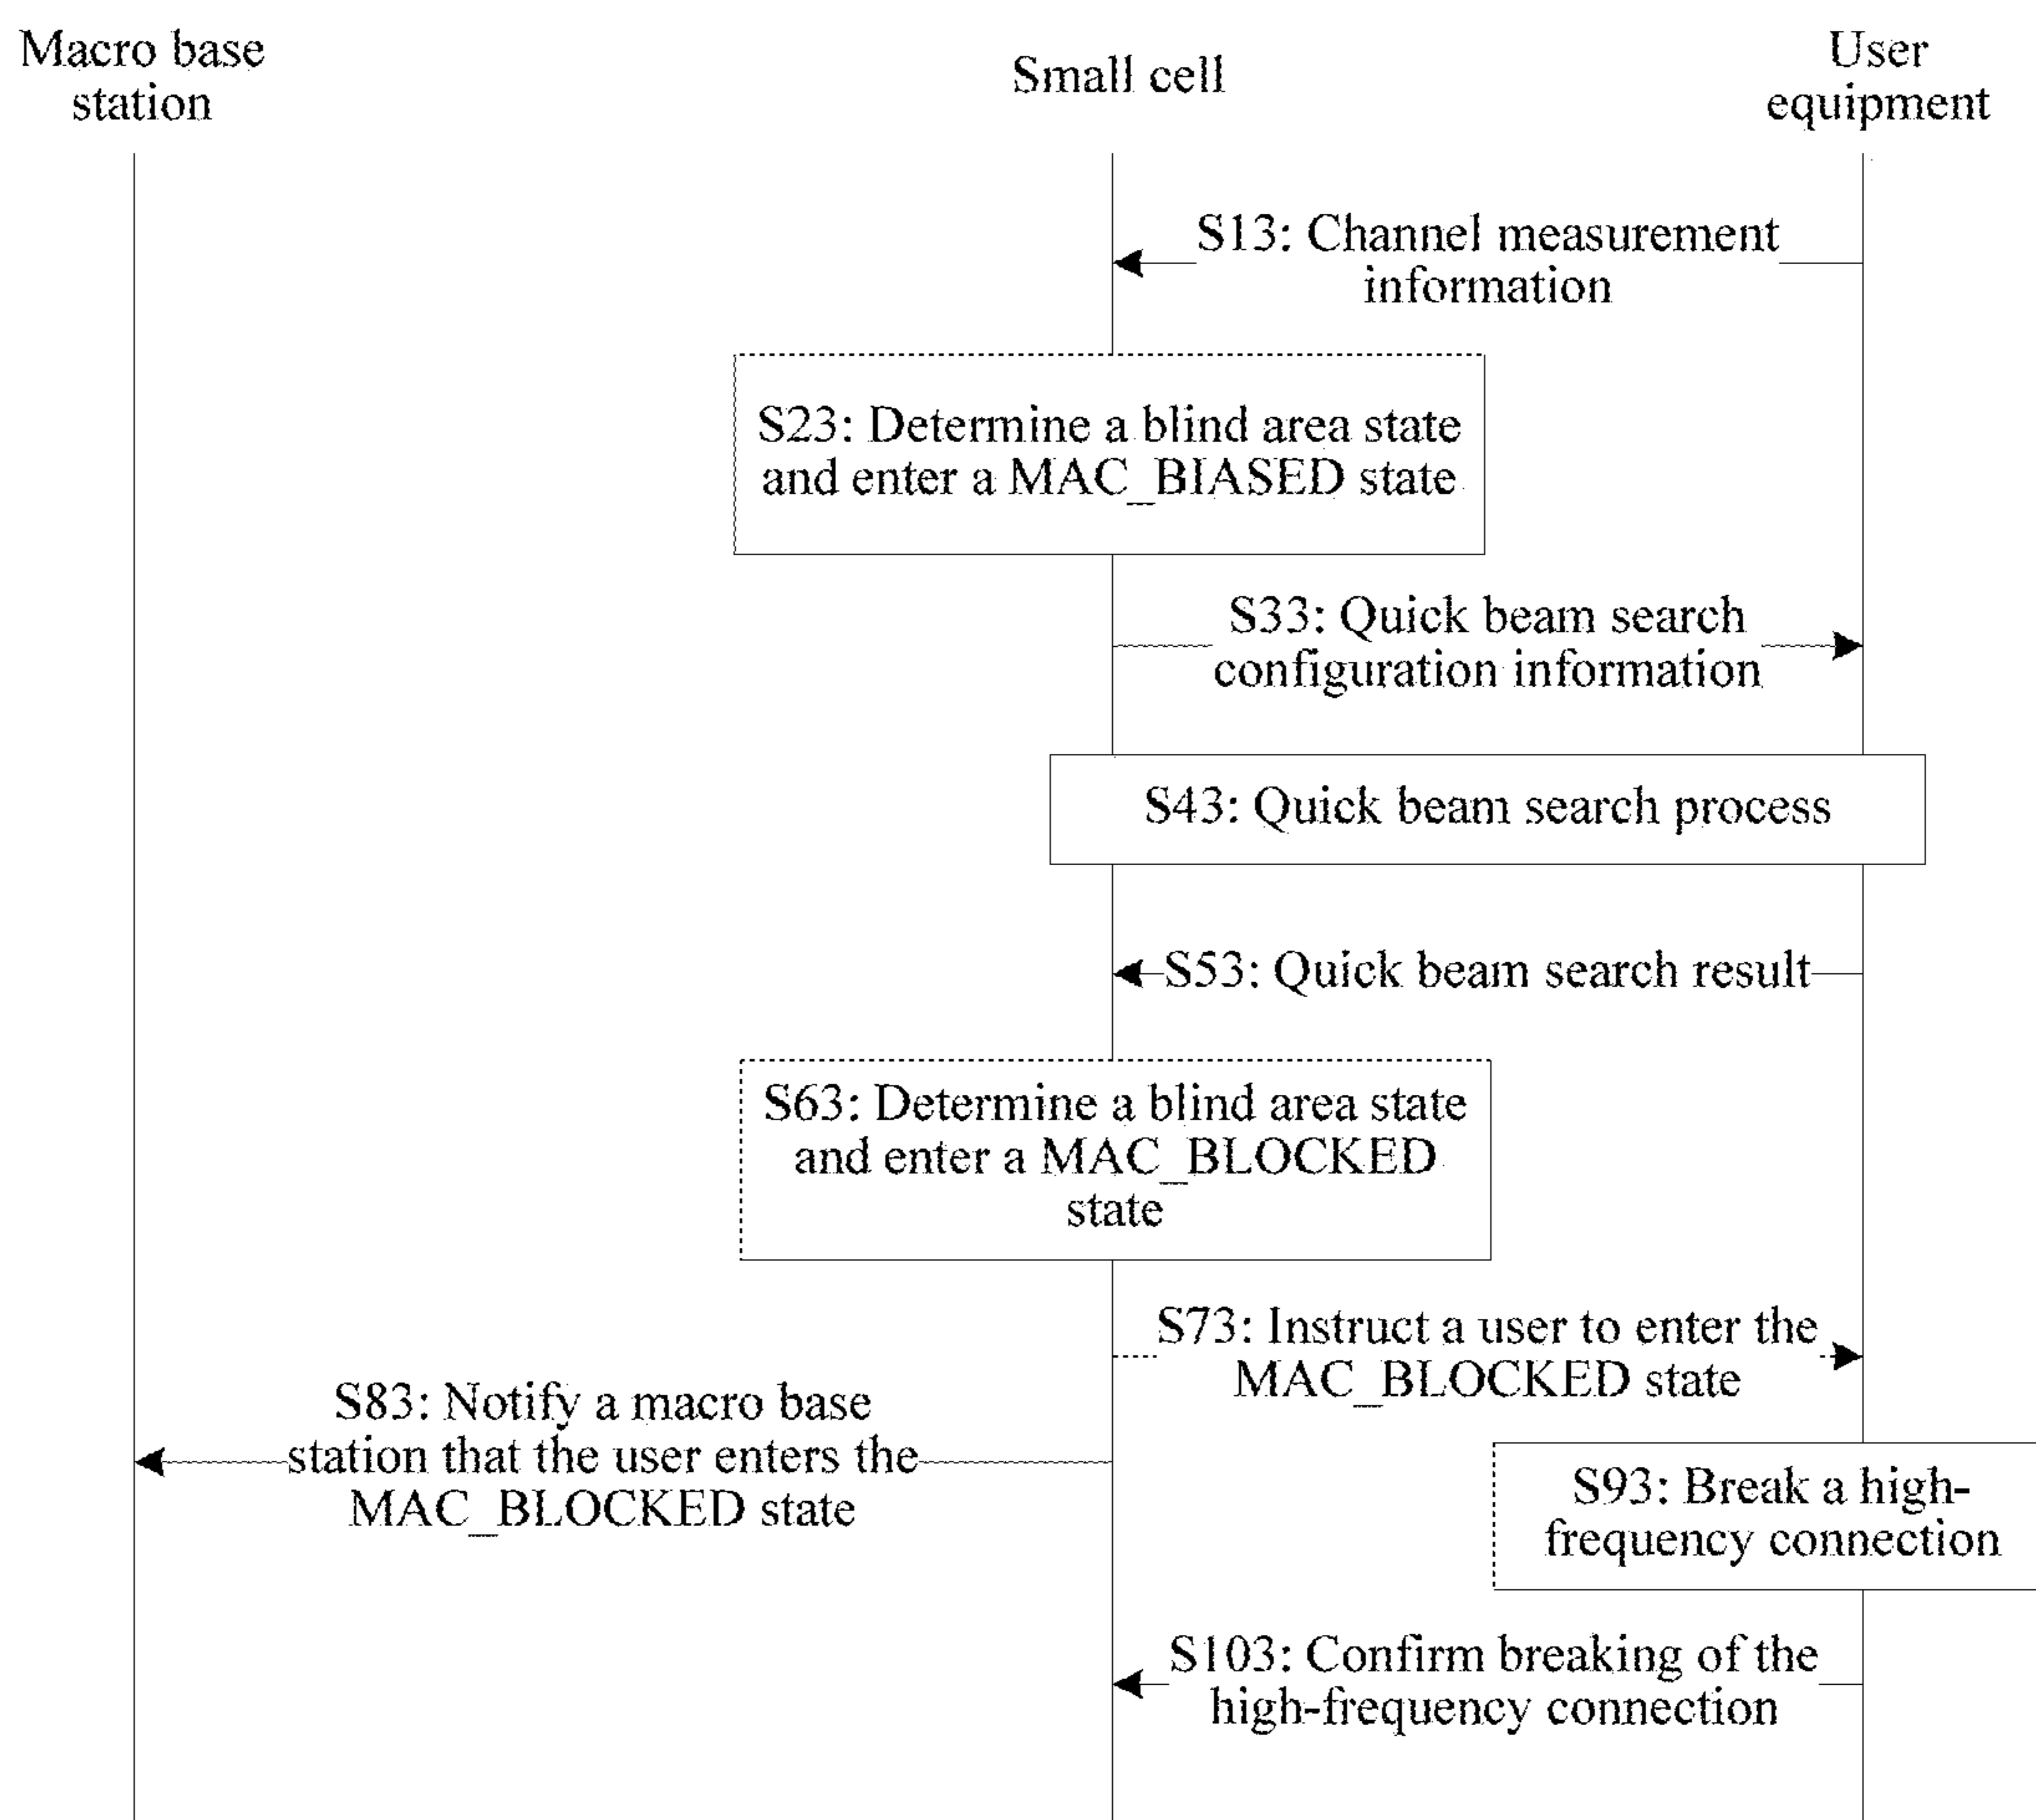 Macro base
station
Small cell
User
equipment
S13: Channel measurement
information
S23: Determine a blind area state
and enter a MAC_BIASED state
S33: Quick beam search
configuration information
S43: Quick beam search process
S53: Quick beam search result
S63: Determine a blind area state
and enter a MAC_BLOCKED
state
S73: Instruct a user to enter the
MAC_BLOCKED state
S83: Notify a macro base
station that the user enters the
MAC_BLOCKED state
S93: Break a high-
frequency connection
S103: Confirm breaking of the
high-frequency connection